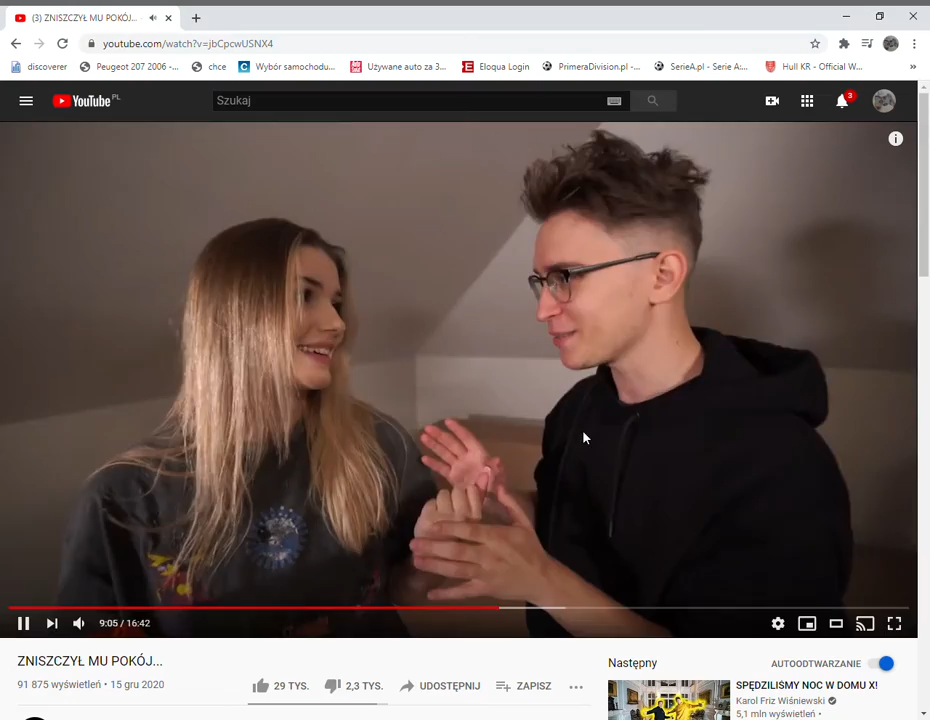 (3) ZNISZCZYŁ MU POKÓJ...
youtube.com/watch?v=jbCpcwUSNX4
discoverer Peugeot 207 2006 -... chce Wybór samochodu... Uzywane auto za 3... Eloqua Login PrimeraDivision.pl -... SerieA.pl - Serie A:... Hull KR - Official W... »
YouTube PL Szukaj 3
9:05 / 16:42
ZNISZCZYŁ MU POKÓJ...
91 875 wyświetleń • 15 gru 2020 29 TYS. 2,3 TYS. UDOSTĘPNIJ ZAPISZ
Następny AUTOODTWARZANIE
SPĘDZILIŚMY NOC W DOMU X!
Karol Friz Wiśniewski
5,1 mln wyświetleń •